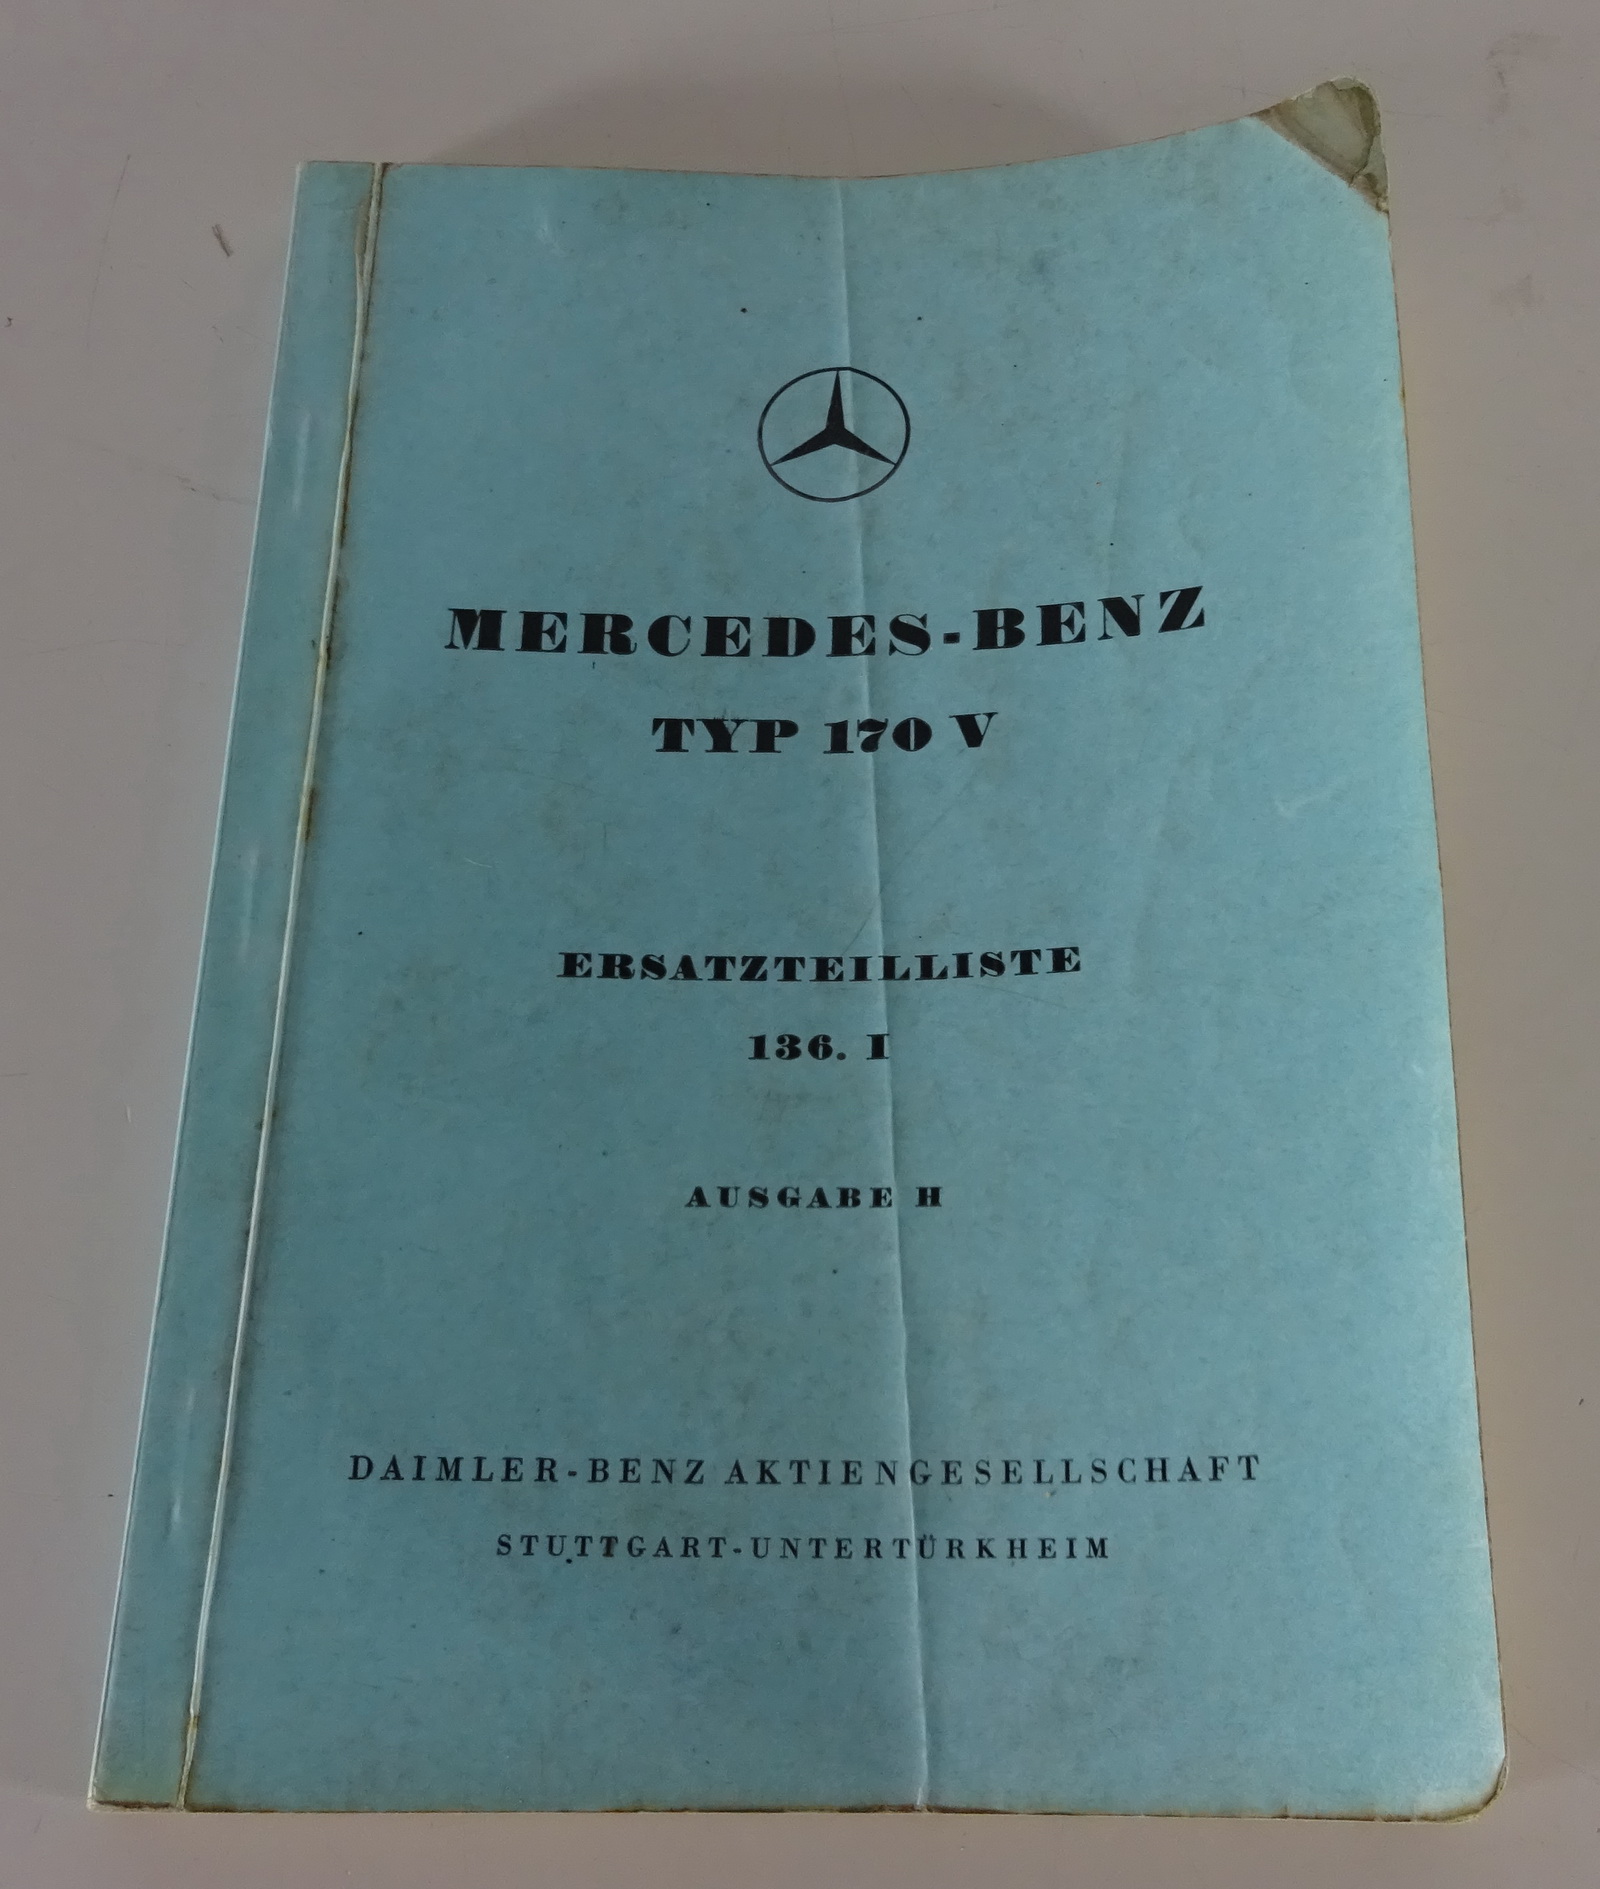 MERCEDES-BENZ
TYP 170 V
ERSATZTEILLISTE
136. I
AUSGABE H
DAIMLER-BENZ AKTIENGESELLSCHAFT
STUTTGART-UNTERTÜRKHEIM